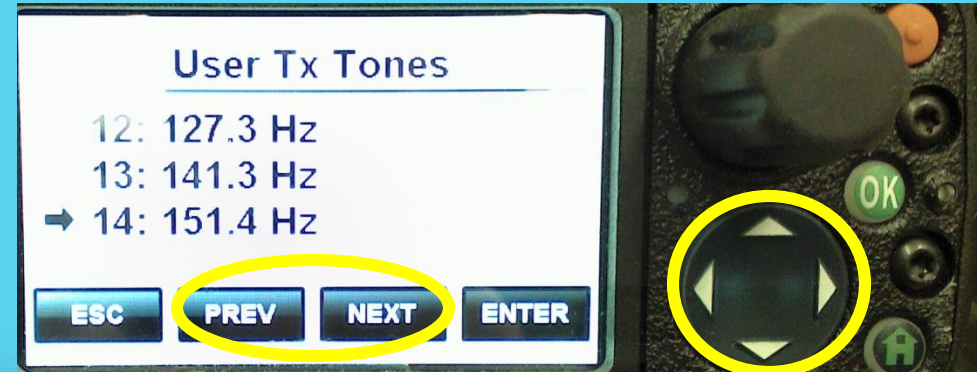 User Tx Tones
12: 127.3 Hz
13: 141.3 Hz
➡ 14: 151.4 Hz
ESC PREV NEXT ENTER
OK